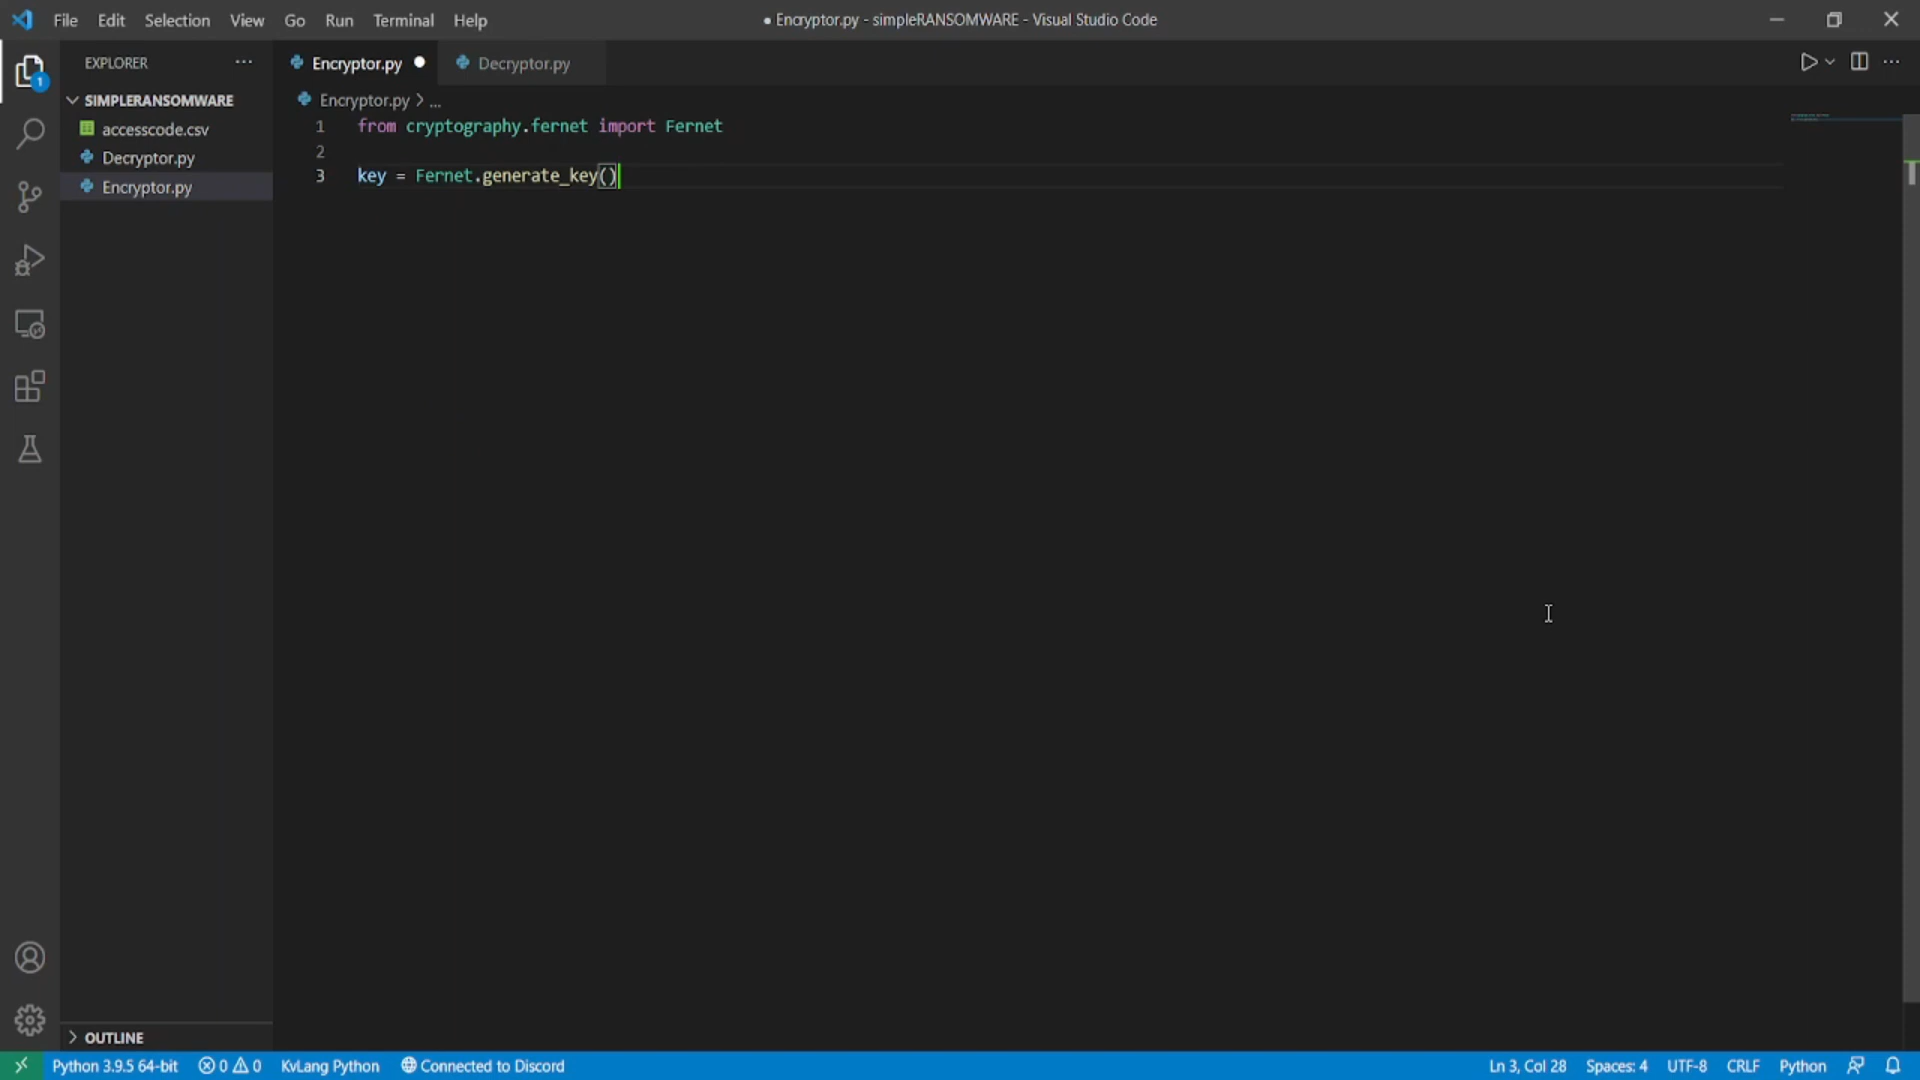 File Edit Selection View Go Run Terminal Help
● Encryptor.py - simpleRANSOMWARE - Visual Studio Code
EXPLORER
1
SIMPLERANSOMWARE
accesscode.csv
Decryptor.py
Encryptor.py
OUTLINE
Encryptor.py
Decryptor.py
Encryptor.py > ...
1 from cryptography.fernet import Fernet
2
3 key = Fernet.generate_key()
Python 3.9.5 64-bit 0 0 KvLang Python Connected to Discord Ln 3, Col 28 Spaces: 4 UTF-8 CRLF Python